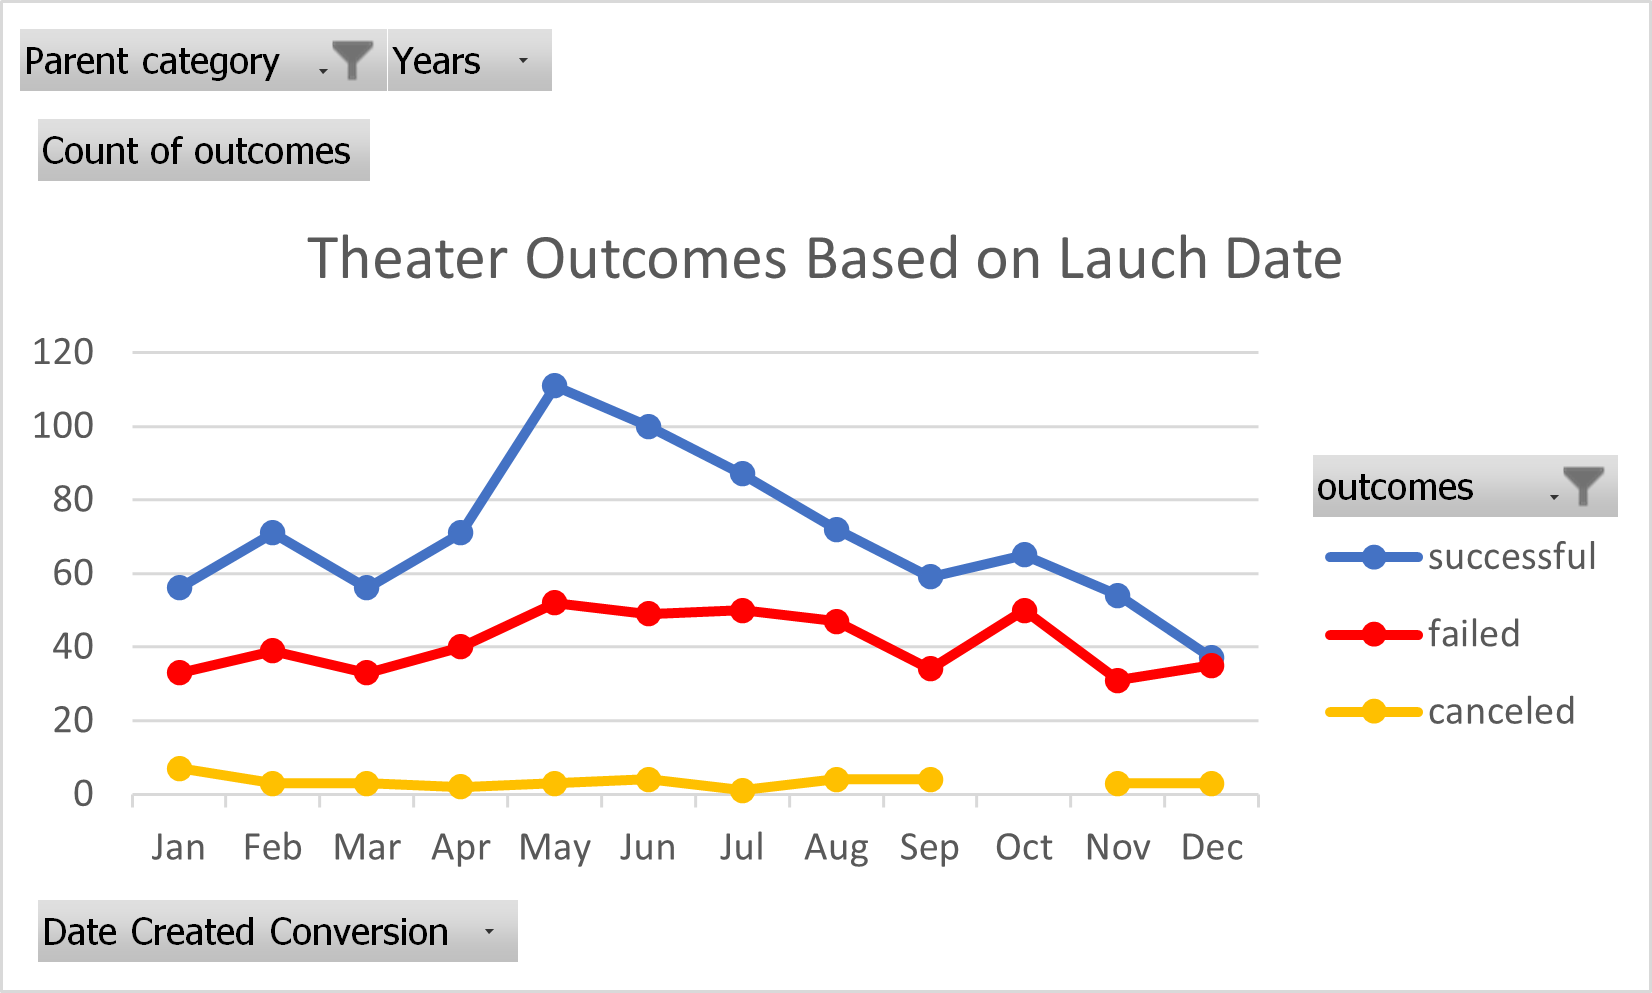 Parent category Years
Count of outcomes
Theater Outcomes Based on Lauch Date
120
100
80
60
40
20
0
Jan Feb Mar Apr May Jun Jul Aug Sep Oct Nov Dec
outcomes
successful
failed
canceled
Date Created Conversion